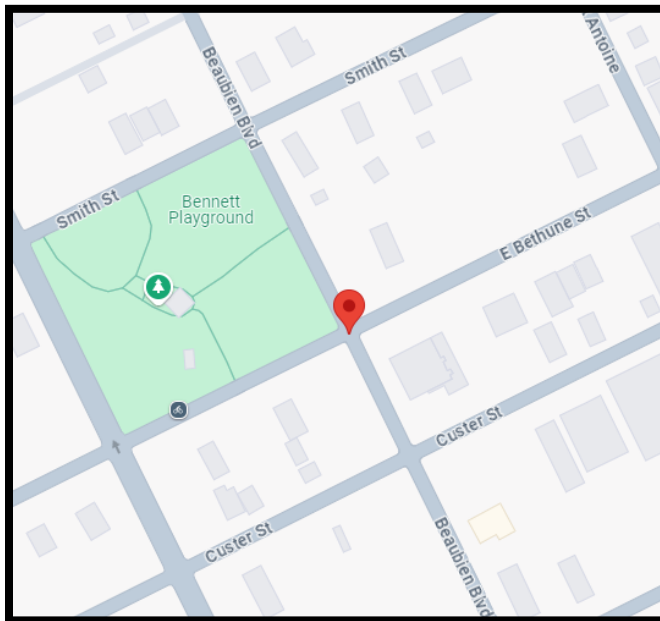 Beaubien Blvd
Smith St
Antoine
Smith St
Bennett
Playground
E Bethune St
Custer St
Custer St
Beaubien Blvd